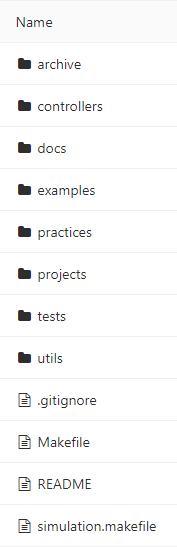 Name
archive
controllers
docs
examples
practices
projects
tests
utils
.gitignore
Makefile
README
simulation.makefile